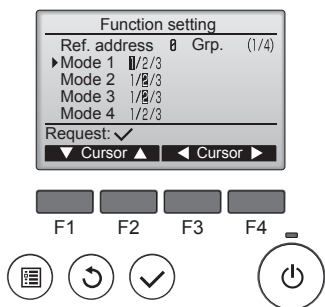 Function setting
Ref. address 0 Grp. (1/4)
Mode 1 1/2/3
Mode 2 1/2/3
Mode 3 1/2/3
Mode 4 1/2/3
Request: ✓
▼ Cursor ▲ ◀ Cursor ▶
F1 F2 F3 F4